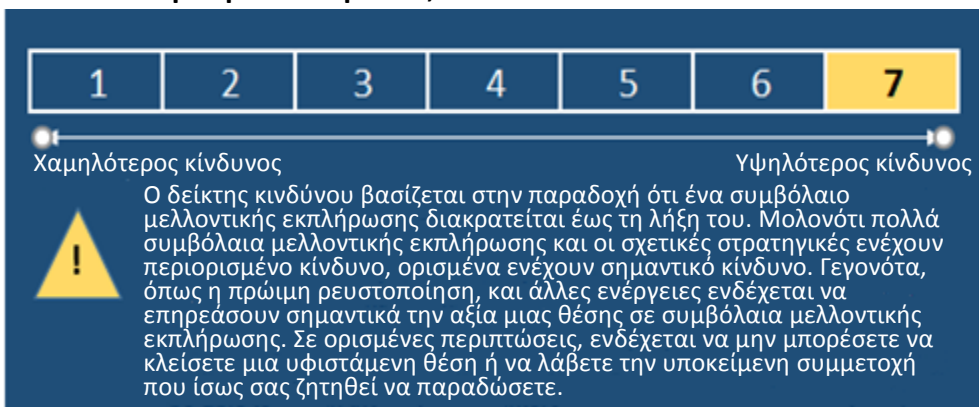 1 2 3 4 5 6 7
Χαμηλότερος κίνδυνος Υψηλότερος κίνδυνος
Ο δείκτης κινδύνου βασίζεται στην παραδοχή ότι ένα συμβόλαιο
μελλοντικής εκπλήρωσης διακρατείται έως τη λήξη του. Μολονότι πολλά
συμβόλαια μελλοντικής εκπλήρωσης και οι σχετικές στρατηγικές ενέχουν
περιορισμένο κίνδυνο, ορισμένα ενέχουν σημαντικό κίνδυνο. Γεγονότα,
όπως η πρώιμη ρευστοποίηση, και άλλες ενέργειες ενδέχεται να
επηρεάσουν σημαντικά την αξία μιας θέσης σε συμβόλαια μελλοντικής
εκπλήρωσης. Σε ορισμένες περιπτώσεις, ενδέχεται να μην μπορέσετε να
κλείσετε μια υφιστάμενη θέση ή να λάβετε την υποκείμενη συμμετοχή
που ίσως σας ζητηθεί να παραδώσετε.
!